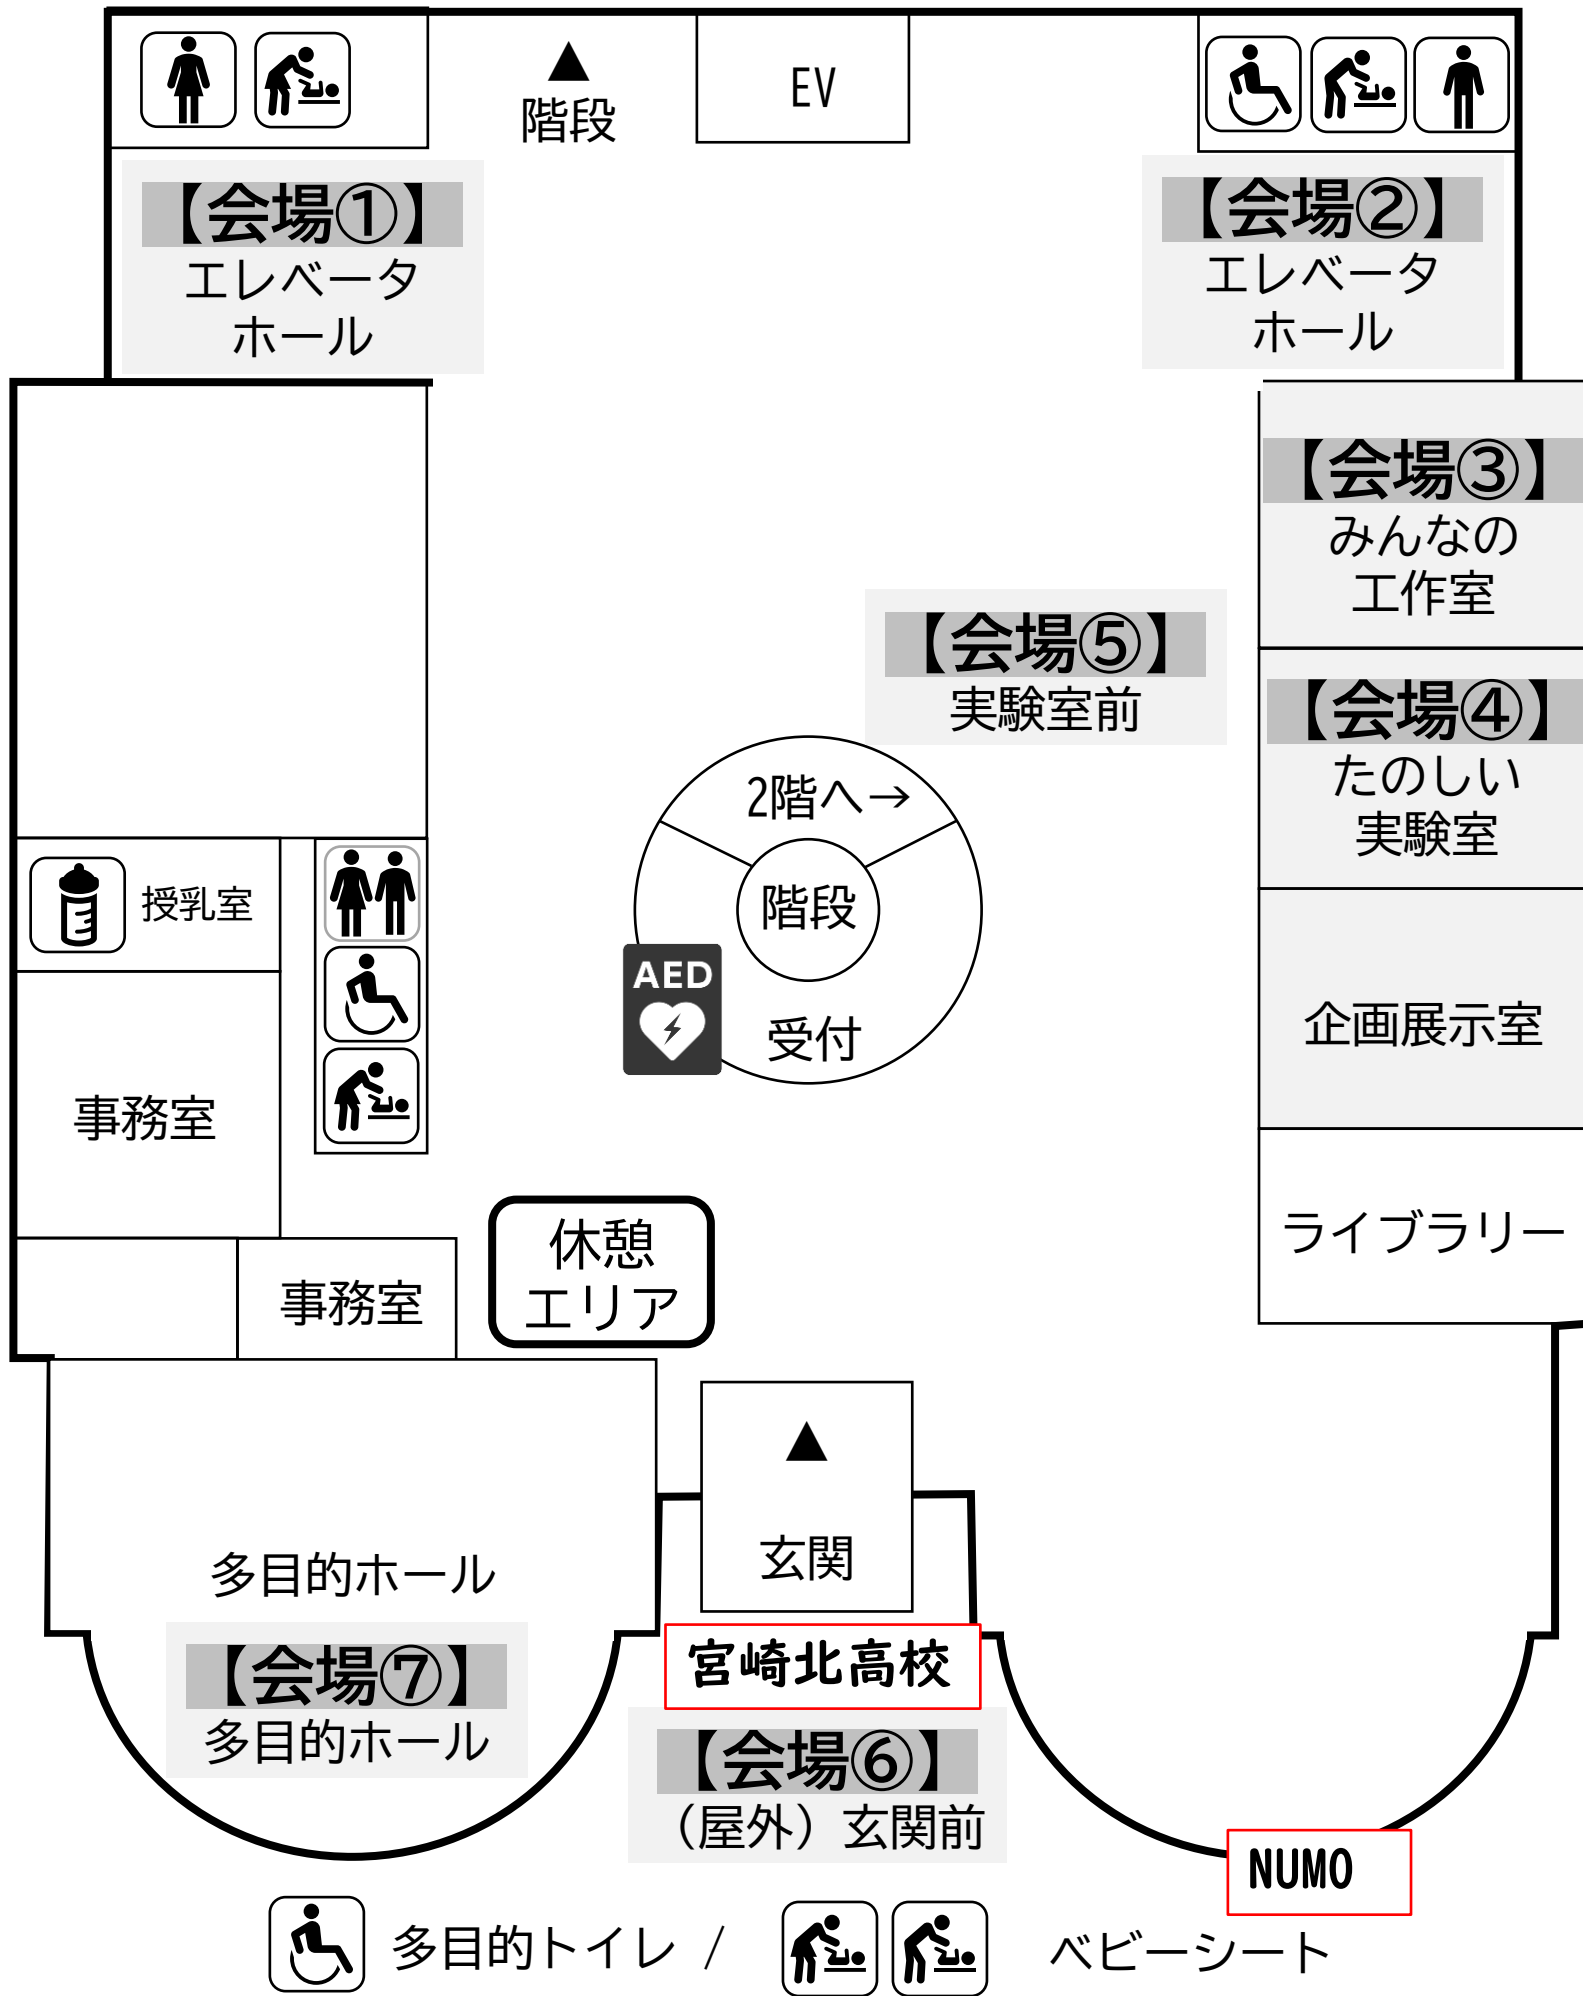 ▲
階段
EV
【会場①】
エレベータ
ホール
【会場②】
エレベータ
ホール
【会場③】
みんなの
工作室
【会場⑤】
実験室前
【会場④】
たのしい
実験室
2階へ→
階段
授乳室
AED
受付
企画展示室
事務室
休憩
エリア
ライブラリー
事務室
▲
玄関
多目的ホール
【会場⑦】
多目的ホール
宮崎北高校
【会場⑥】
（屋外）玄関前
NUMO
多目的トイレ /
ベビーシート